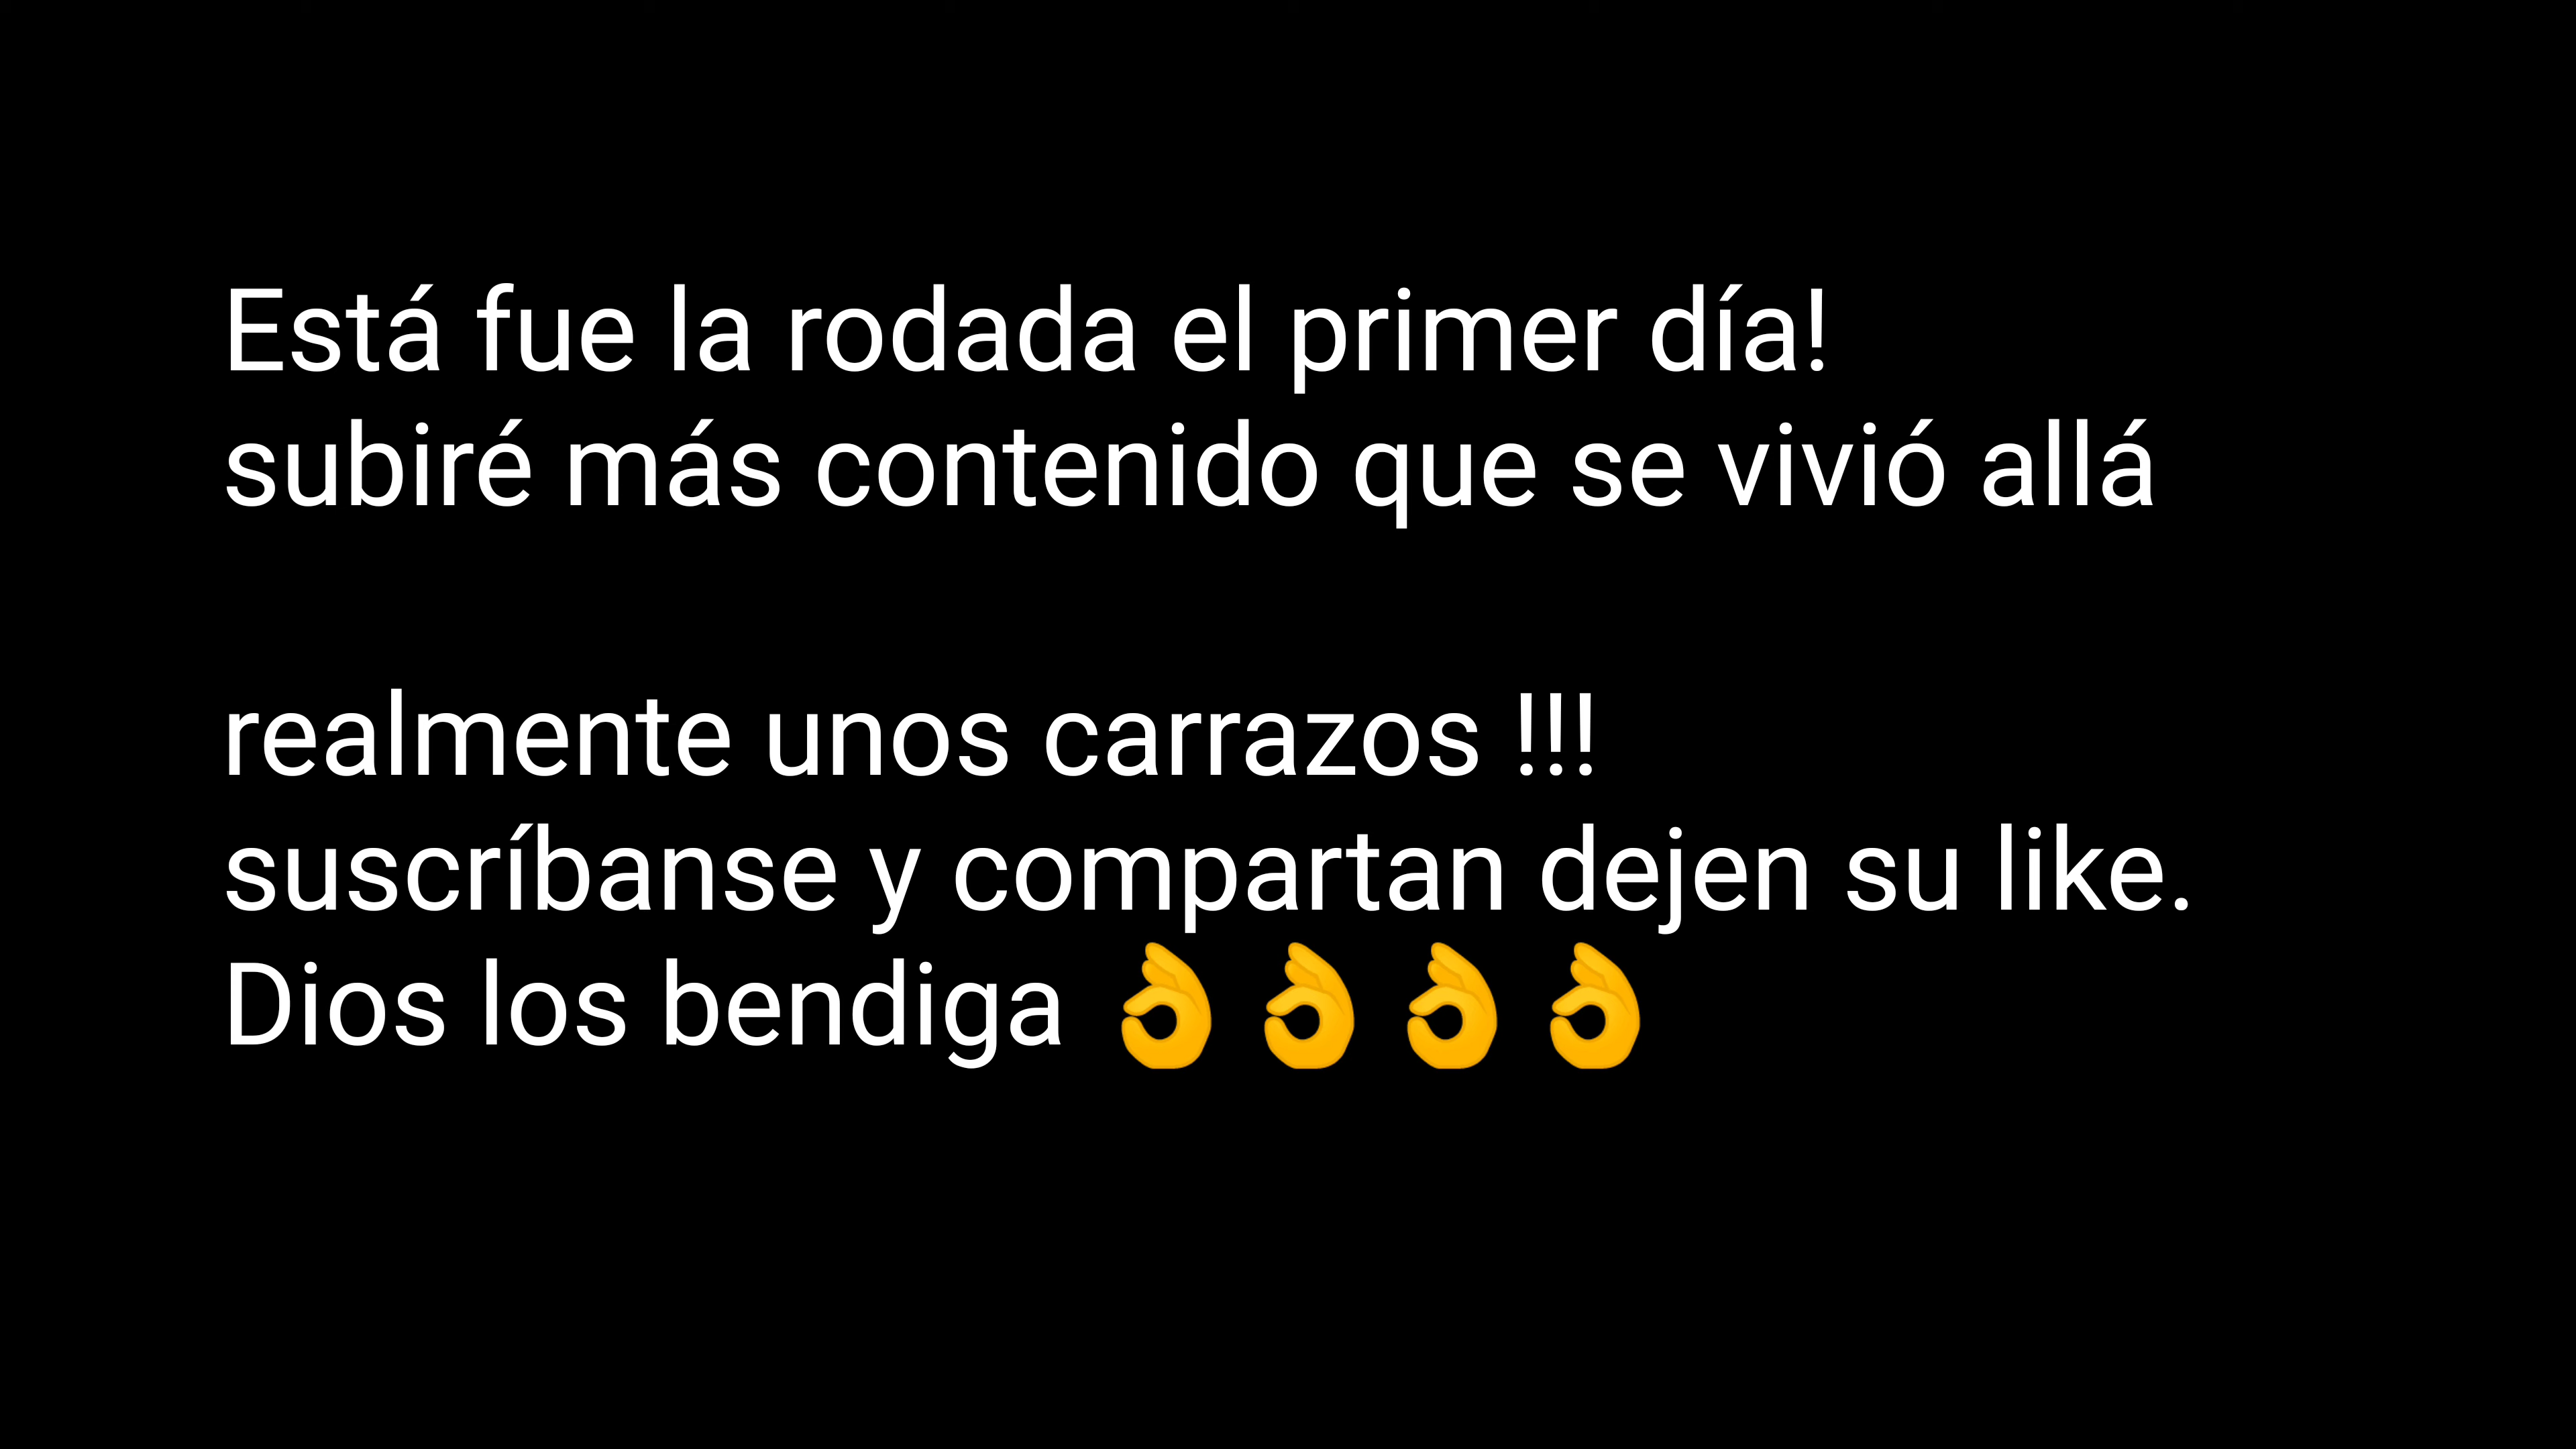 Está fue la rodada el primer día!
subiré más contenido que se vivió allá
realmente unos carrazos !!!
suscríbanse y compartan dejen su like.
Dios los bendiga 👌👌👌👌